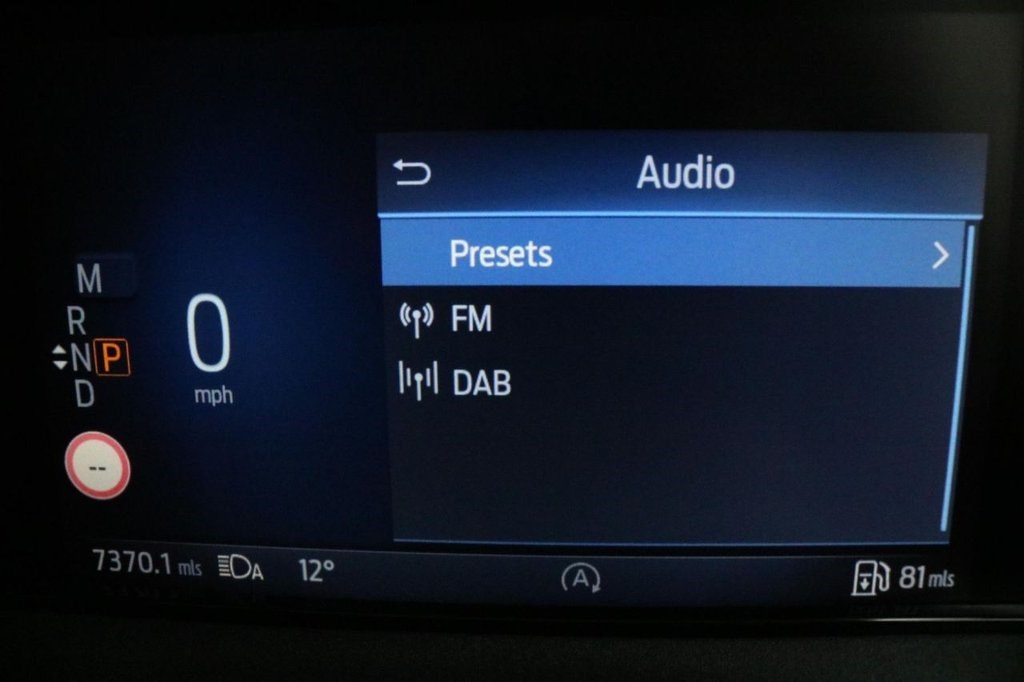 Audio
Presets
FM
DAB
M
R
N P
D
0
mph
--
7370.1 mls
A
12°
A
81 mls